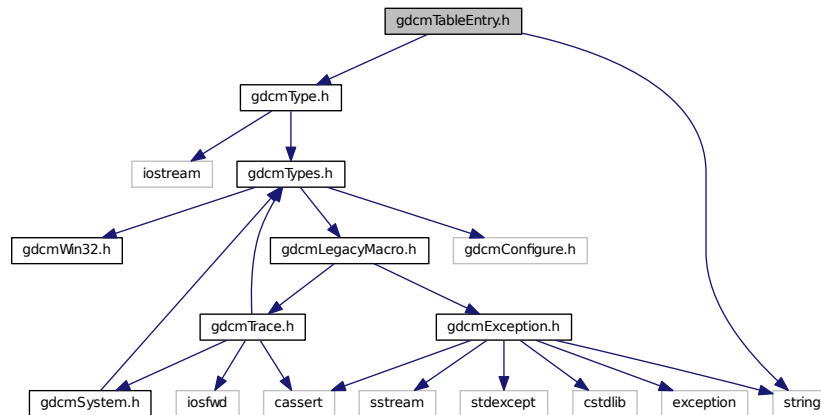 gdcmTableEntry.h
gdcmType.h
iostream
gdcmTypes.h
gdcmWin32.h
gdcmLegacyMacro.h
gdcmConfigure.h
gdcmTrace.h
gdcmException.h
gdcmSystem.h
iosfwd
cassert
sstream
stdexcept
cstdlib
exception
string